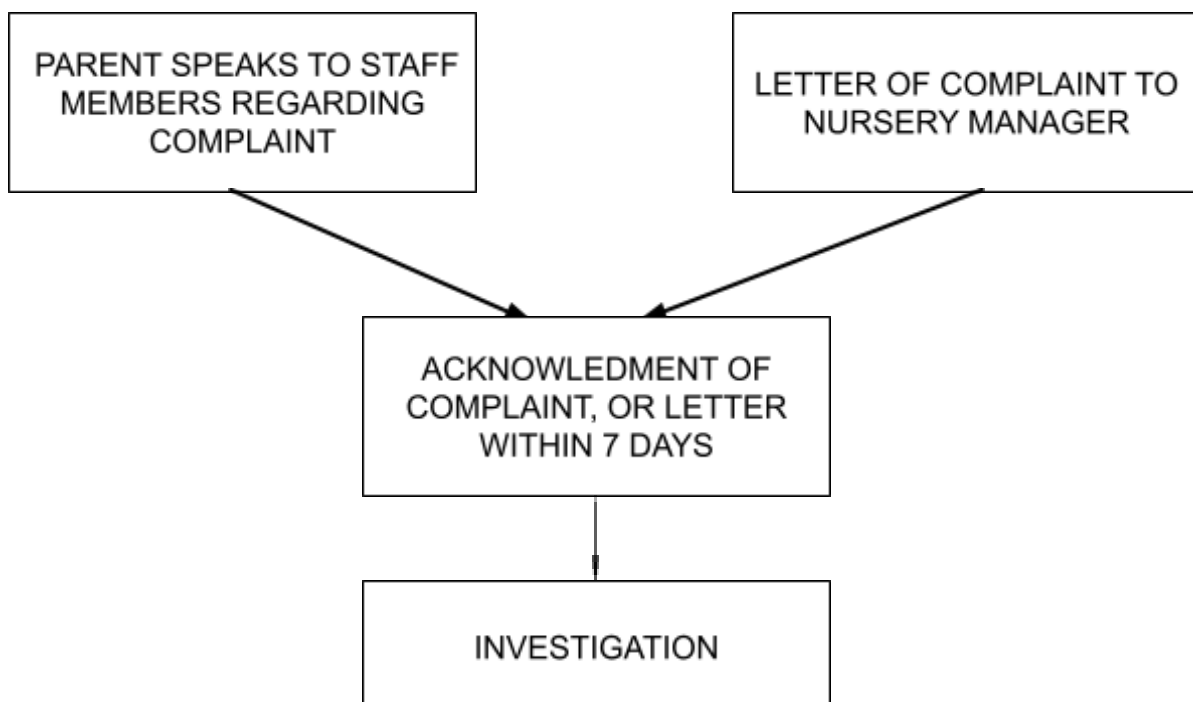 PARENT SPEAKS TO STAFF
MEMBERS REGARDING
COMPLAINT
LETTER OF COMPLAINT TO
NURSERY MANAGER
ACKNOWLEDMENT OF
COMPLAINT, OR LETTER
WITHIN 7 DAYS
INVESTIGATION